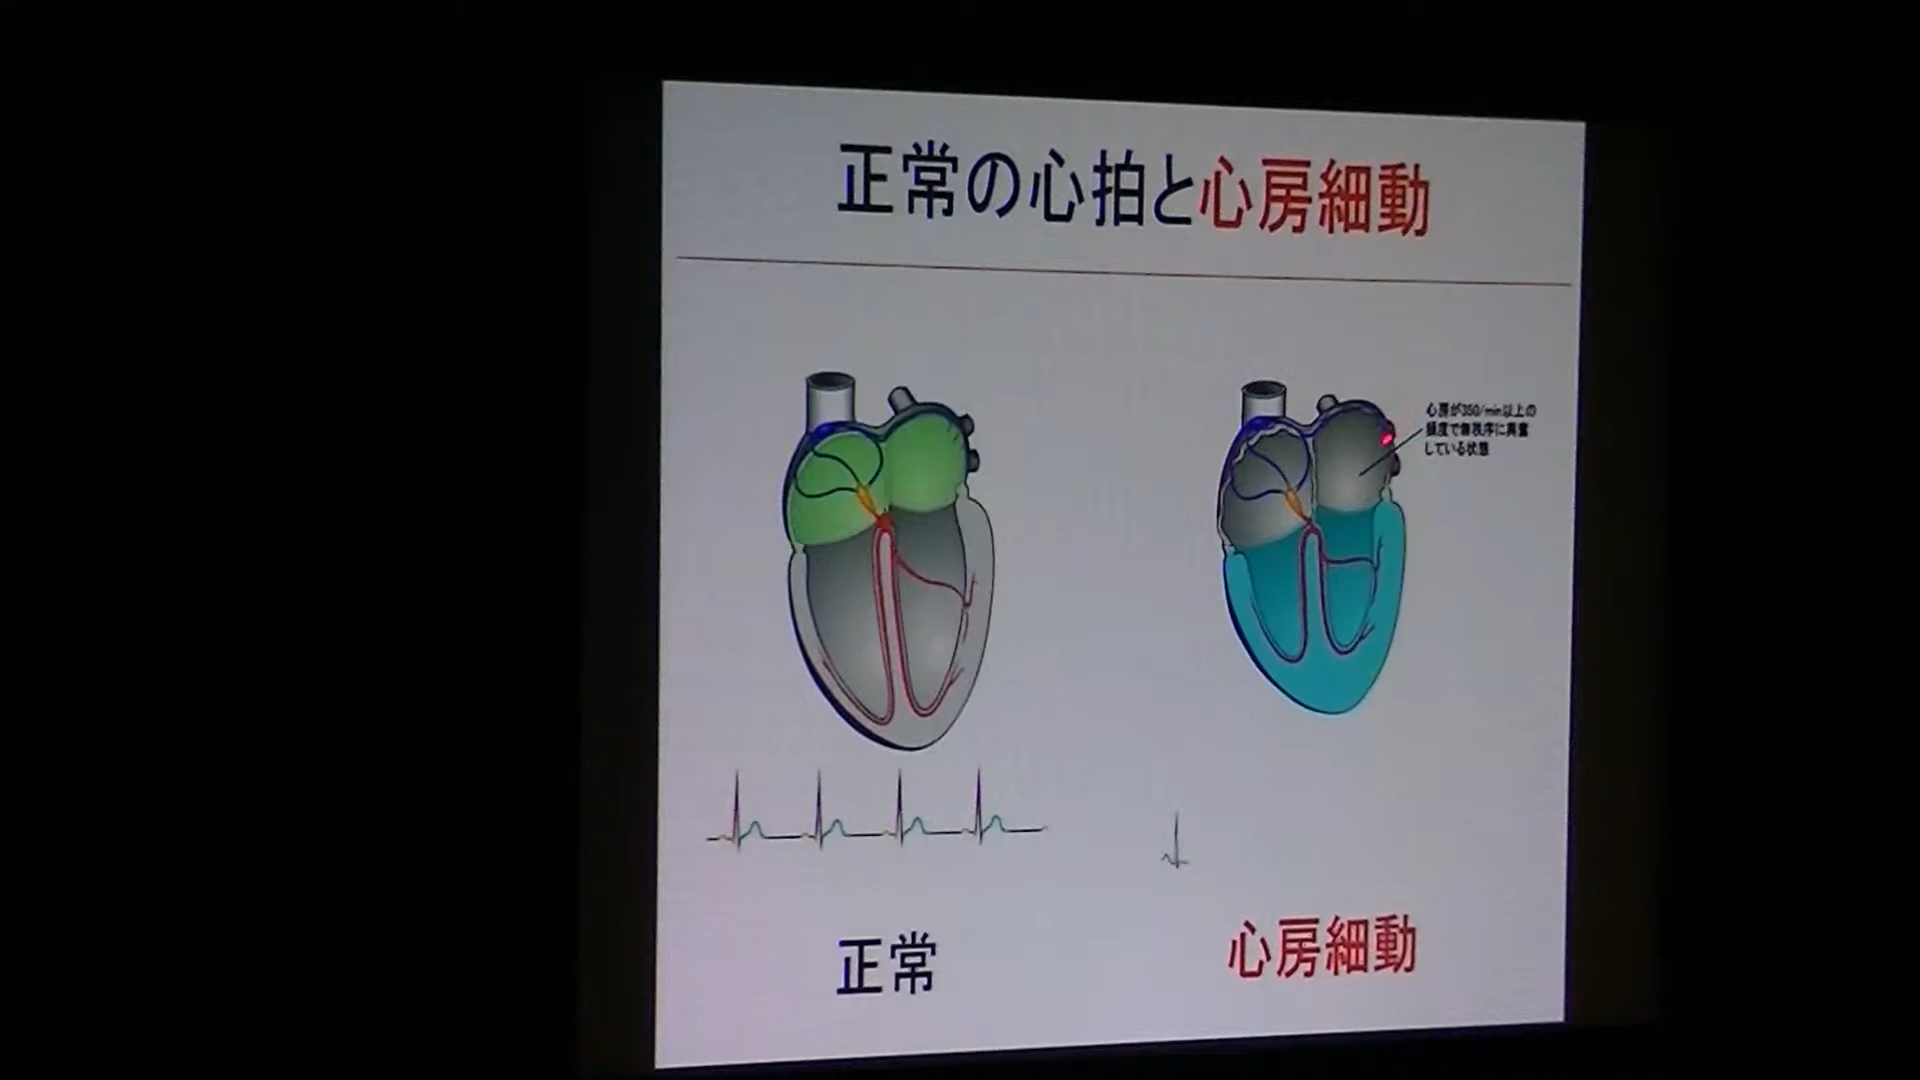 正常の心拍と心房細動
心房が350/min以上の
頻度で無秩序に興奮
している状態
正常
心房細動